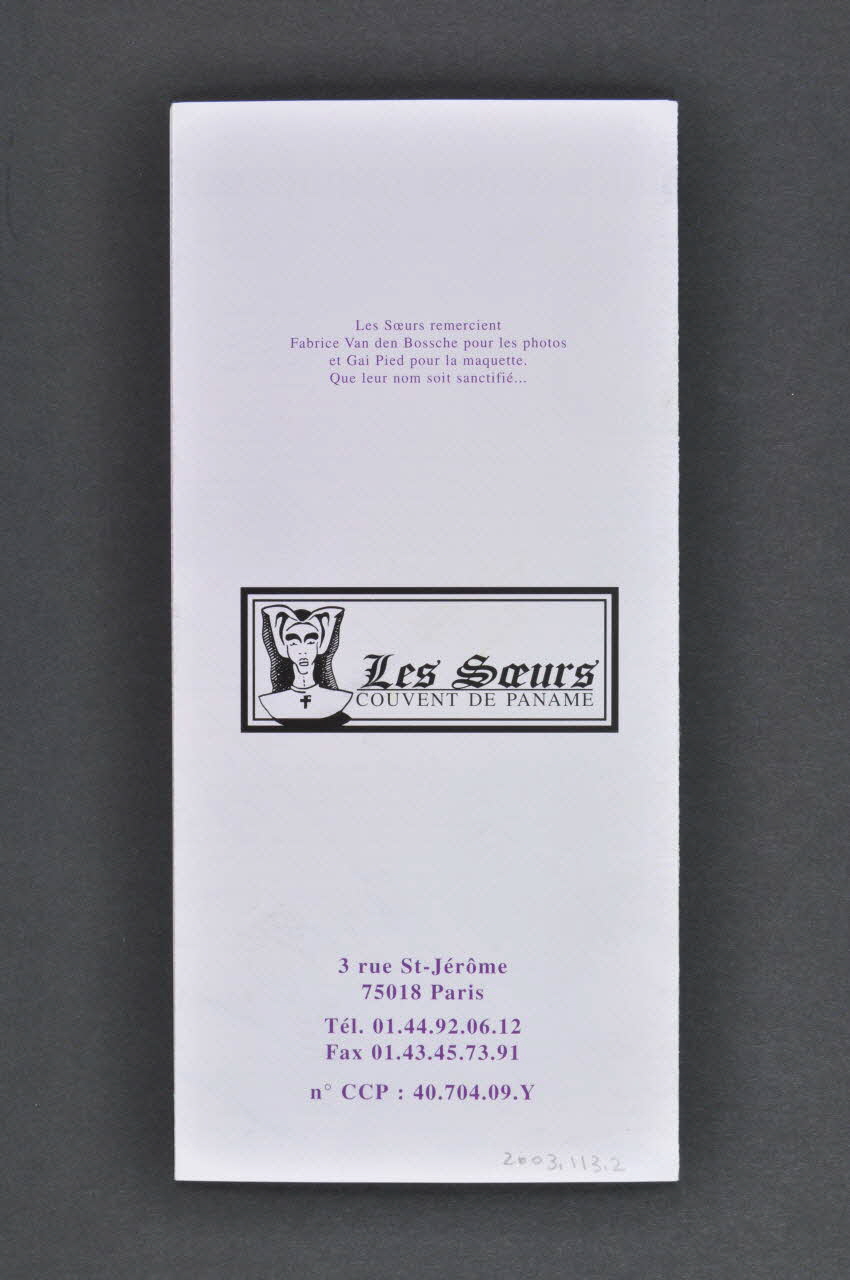 Les Sœurs remercient
Fabrice Van den Bossche pour les photos
et Gai Pied pour la maquette.
Que leur nom soit sanctifié...
Les Sœurs
COUVENT DE PANAME
3 rue St-Jérôme
75018 Paris
Tél. 01.44.92.06.12
Fax 01.43.45.73.91
n° CCP : 40.704.09.Y
2003.113.2